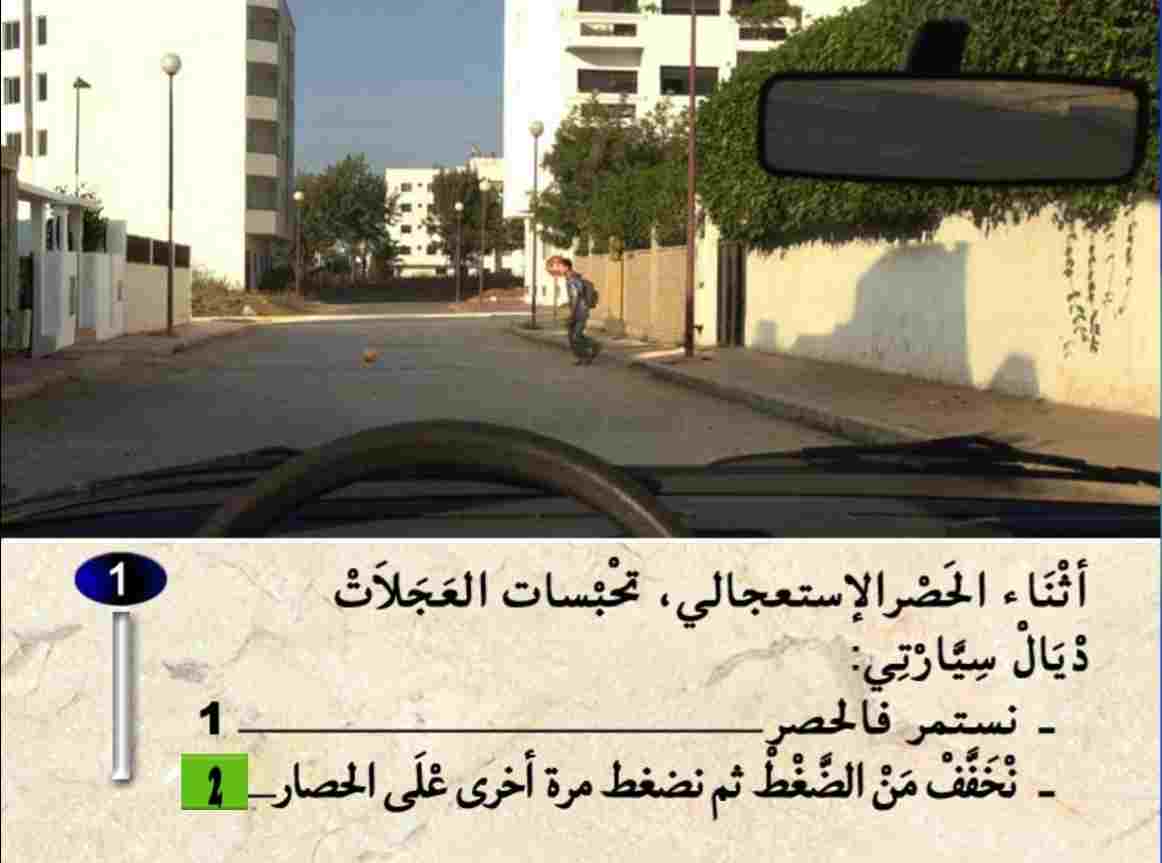 1
أثْنَاء الحَصْر الإستعجالي، تحْبْسات العَجَلاَتْ
دْيَالْ سِيَّارْتِي:
- نستمر فالحصر 1
- نْخَفَّفْ مَنْ الضَّغْطْ ثم نضغط مرة أخرى عْلَى الحصار 2